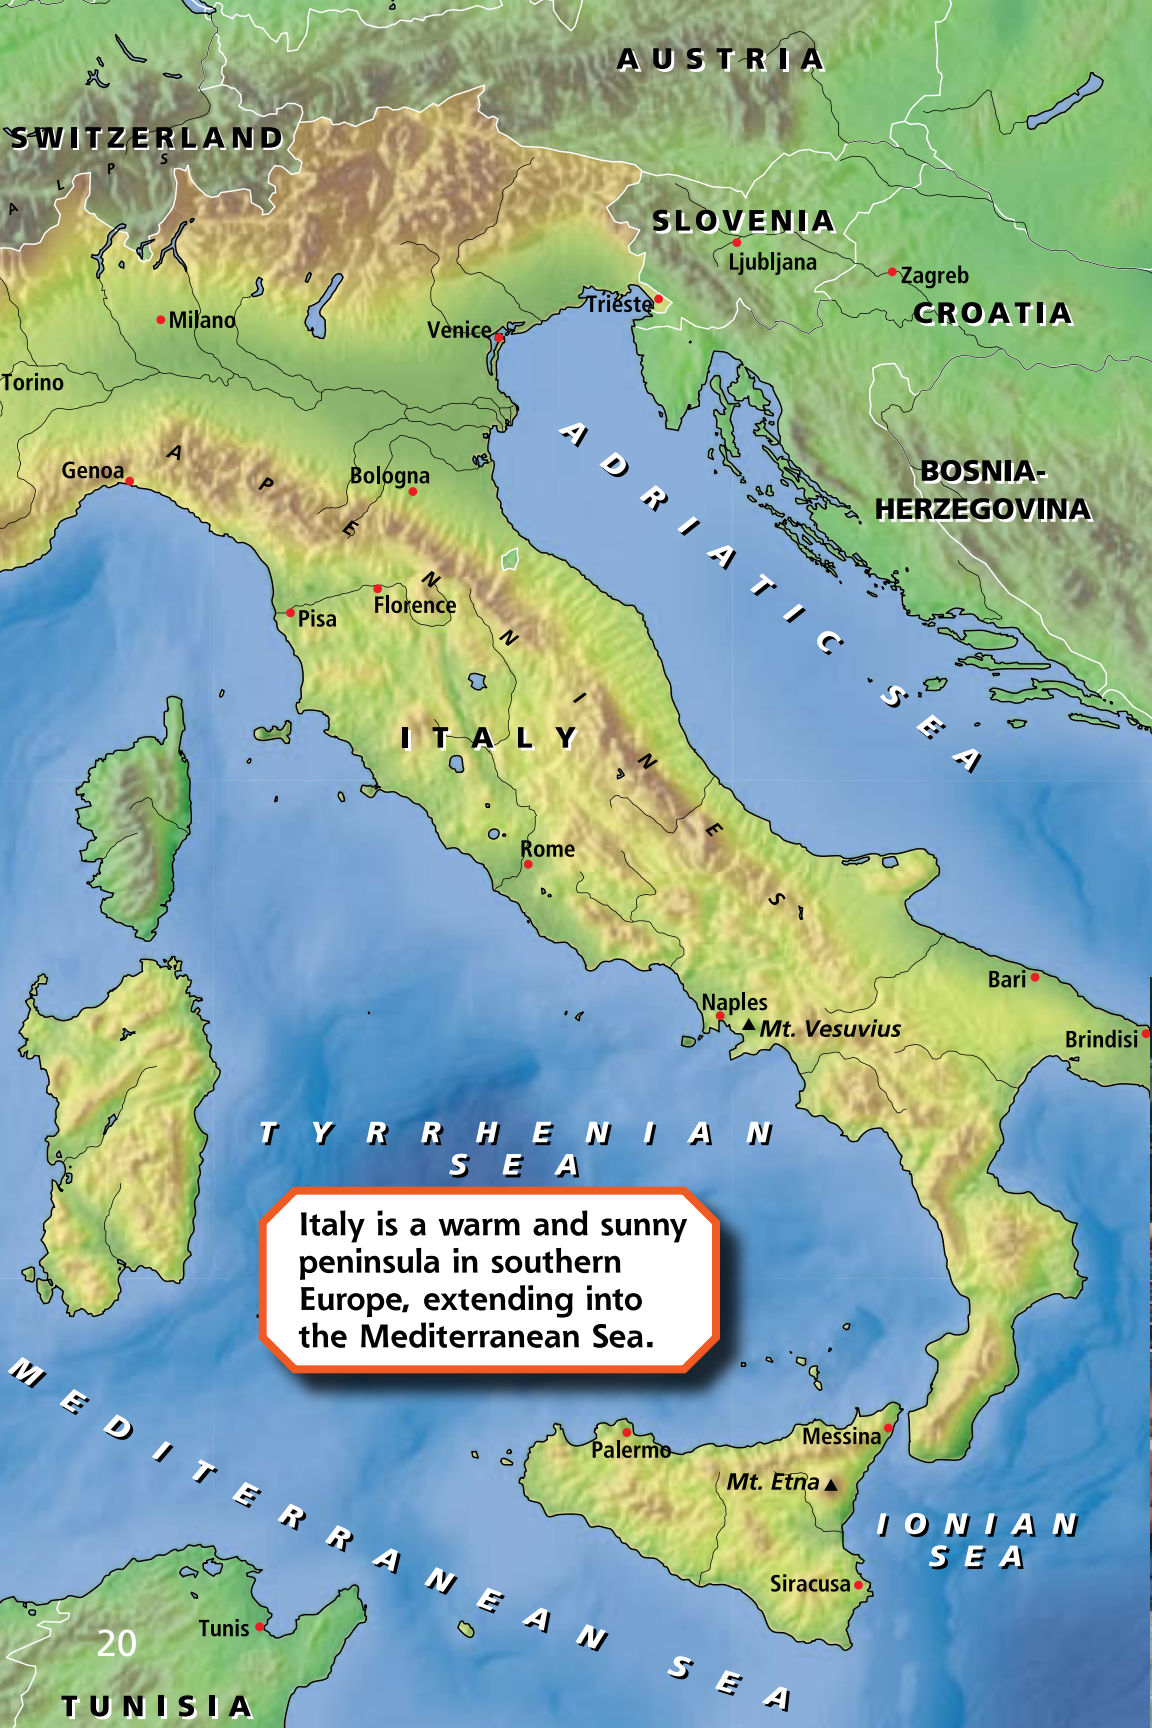 AUSTRIA
SWITZERLAND
ALPS
SLOVENIA
Ljubljana
Zagreb
CROATIA
Trieste
Milano
Venice
Torino
BOSNIA-
HERZEGOVINA
Genoa
Bologna
APENNINES
ADRIATIC SEA
Florence
Pisa
ITALY
Rome
Bari
Naples
Mt. Vesuvius
Brindisi
TYRRHENIAN
SEA
Italy is a warm and sunny
peninsula in southern
Europe, extending into
the Mediterranean Sea.
MEDITERRANEAN SEA
Palermo
Messina
Mt. Etna
IONIAN
SEA
Siracusa
Tunis
20
TUNISIA